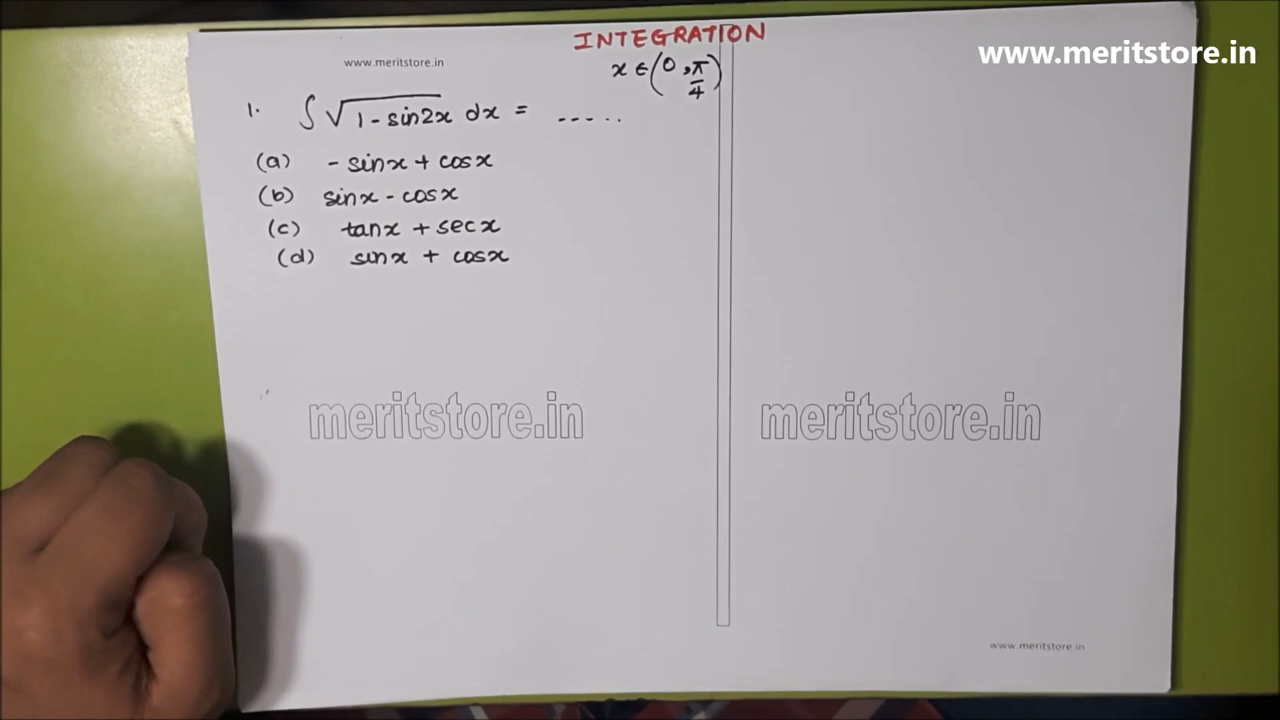 INTEGRATION
www.meritstore.in
www.meritstore.in
x ∈ (0, π/4)
1. ∫ √1 - sin2x dx = -----
(a) - sinx + cosx
(b) sinx - cosx
(c) tanx + secx
(d) sinx + cosx
meritstore.in meritstore.in
www.meritstore.in